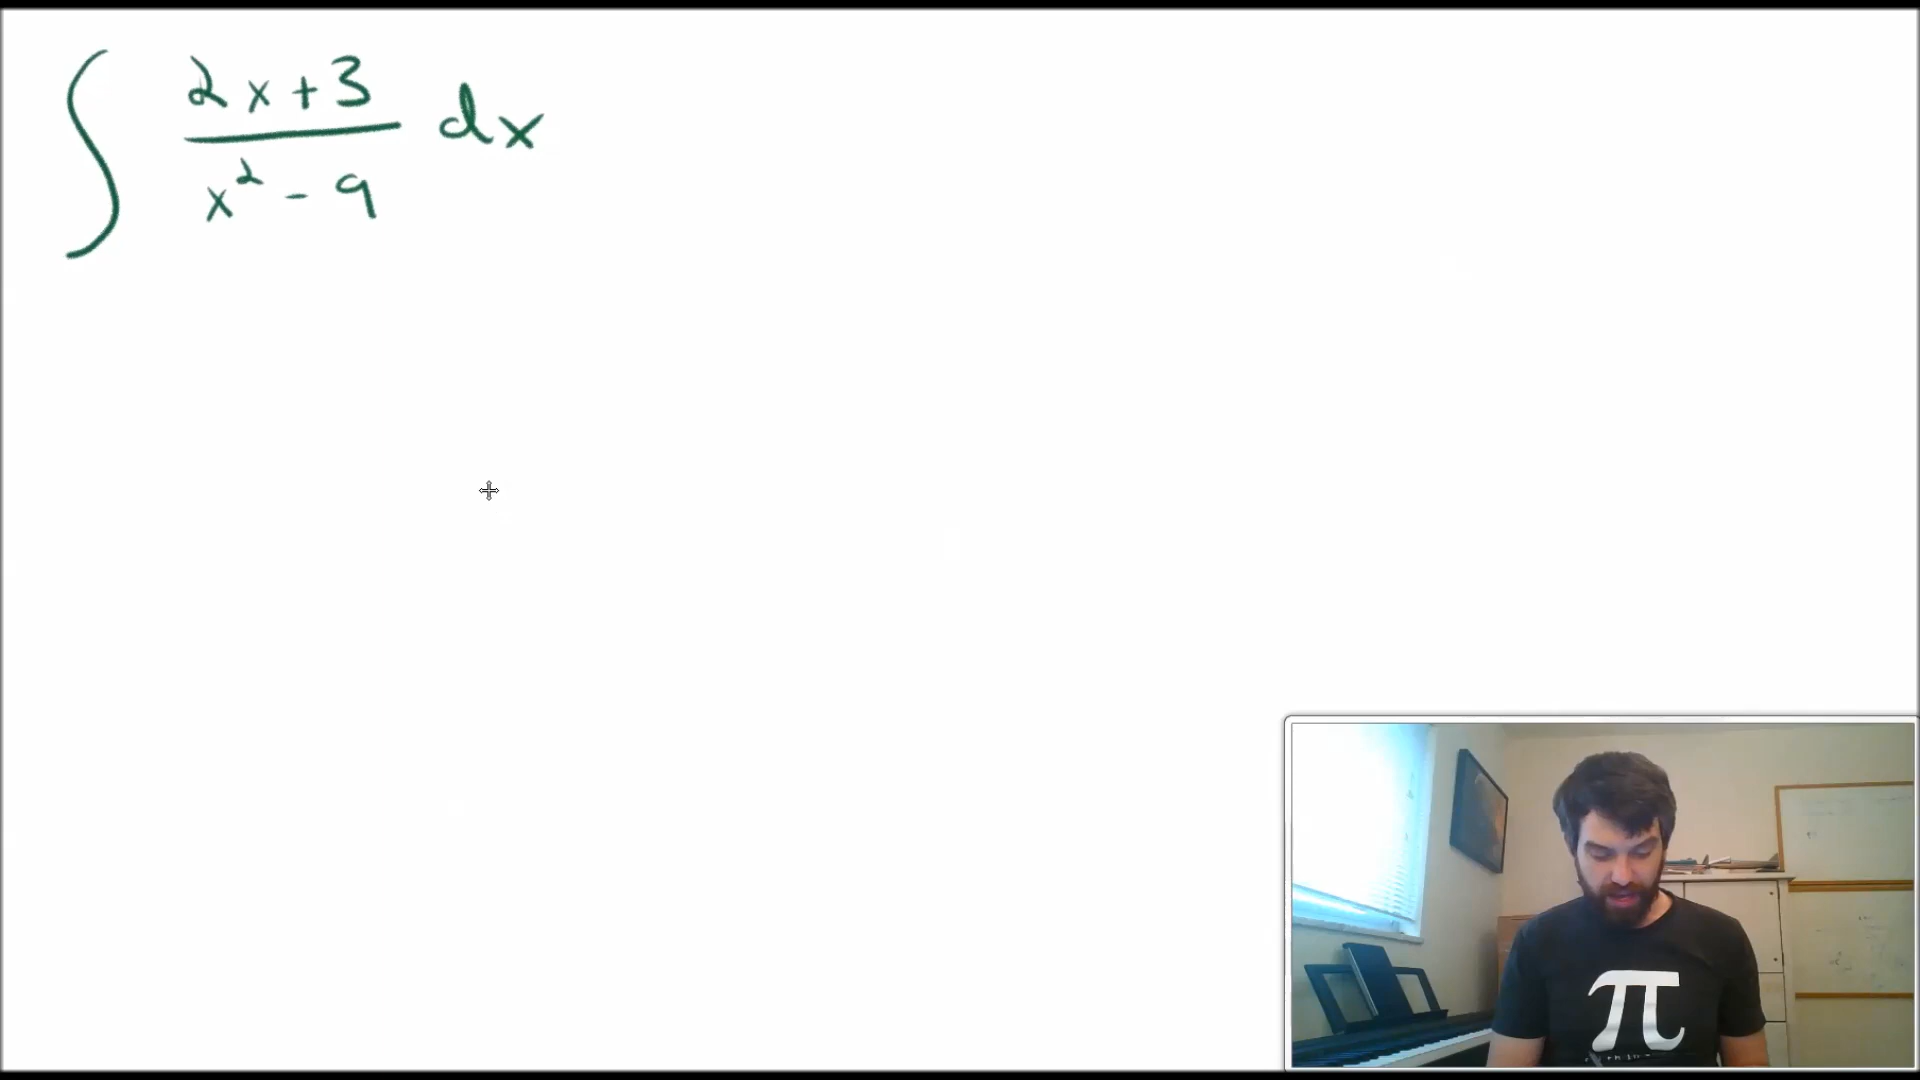 ∫ (2x+3)/(x² - 9) dx
π